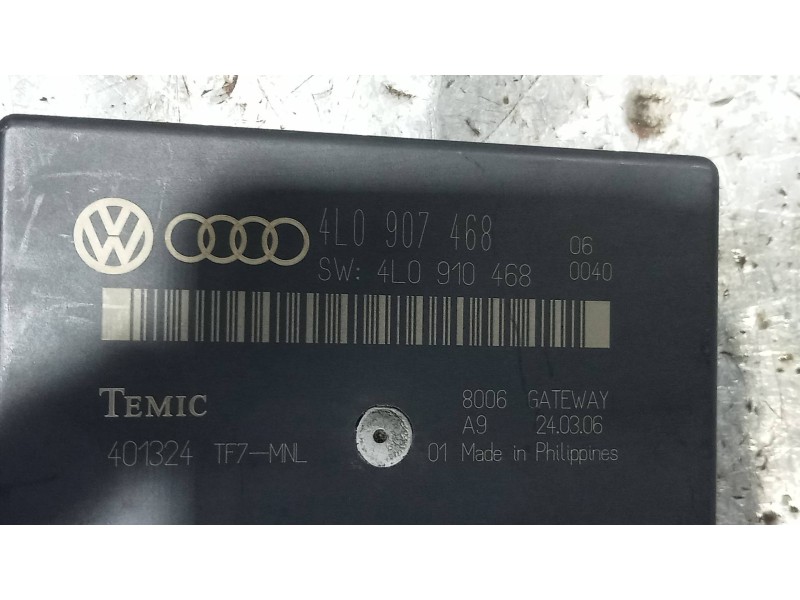 4L0 907 468 06
SW: 4L0 910 468 0040
TEMIC 8006 GATEWAY
A9 24.03.06
401324 TF7-MNL 01 Made in Philippines